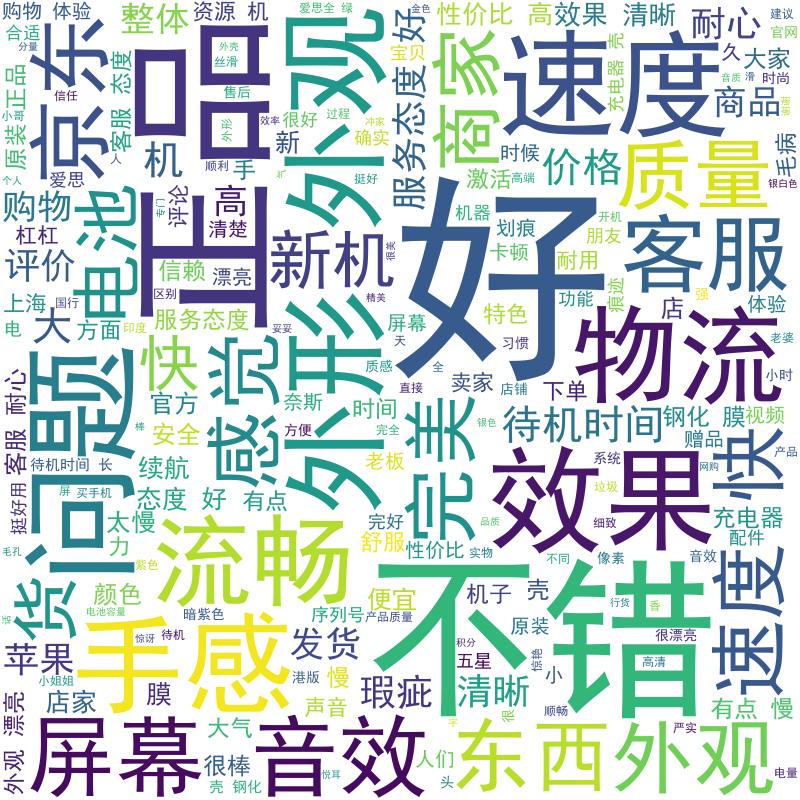 购物 体验
整体
资源 机
爱思全 绿
好
金色
性价比 高
效果 清晰
耐心
建议
官网
合适
分量
京东
正品
外观
商家
速度
久
大家
外壳
丝滑
售后
宝贝
服务态度
充电器 壳
音质
滑
时尚
商品
信任
小哥
原装 正品
客服 态度
人
机
外形
效率
很好
过程
新
确实
冲家
顺利
手
气
挺好
激活
高端
时候
价格
质量
毛病
银白色
个人
爱思
购物
电池
专门
评论
高
清楚
很美
机器
划痕
开机
朋友
客服
杠杠
评价
信赖
漂亮
新机
好
卡顿
耐用
上海
国行
区别
精美
功能
痕迹
店
强
体验
电
大
方面
印度
服务态度
妥妥
外形
屏幕
天
特色
习惯
物流
老婆
问题
快
感觉
质感
全
直接
卖家
店铺
下单
小时
耐心
官方
奈斯
时间
完美
待机时间
钢化 膜
视频
赠品
快
棒
安全
方便
完全
银色
客服
待机时间 长
续航
老板
效果
系统
网购
产品
挺好用
屏
买手机
态度 好
有点
垃圾
太慢
力
流畅
完好
舒服
品质
细致
充电器
配件
毛孔
紫色
性价比
实物
不同
像素
音效
速度
货
话
颜色
电池容量
暗紫色
便宜
不错
机子
壳
行货
香
序列号
产品质量
原装
很漂亮
苹果
手感
惊讶
待机
发货
积分
五星
惊艳
高清
小姐姐
店家
膜
港版
慢
声音
瑕疵
清晰
小
很
顺畅
有点 慢
外观 漂亮
屏幕
大气
很棒
音效
字
东西
外观
严实
壳 钢化
悦耳
人们
头
电量